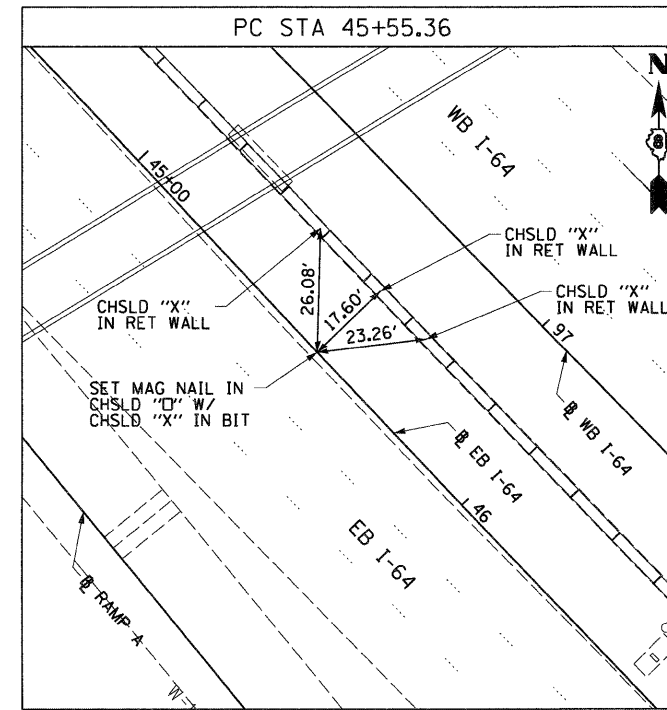 PC STA 45+55.36
N
8
WB I-64
45+00
CHSLD "X"
IN RET WALL
CHSLD "X"
IN RET WALL
CHSLD "X"
IN RET WALL
26.08'
17.60'
23.26'
97
SET MAG NAIL IN
CHSLD "□" W/
CHSLD "X" IN BIT
℄ WB I-64
℄ EB I-64
46
EB I-64
℄ RAMP A